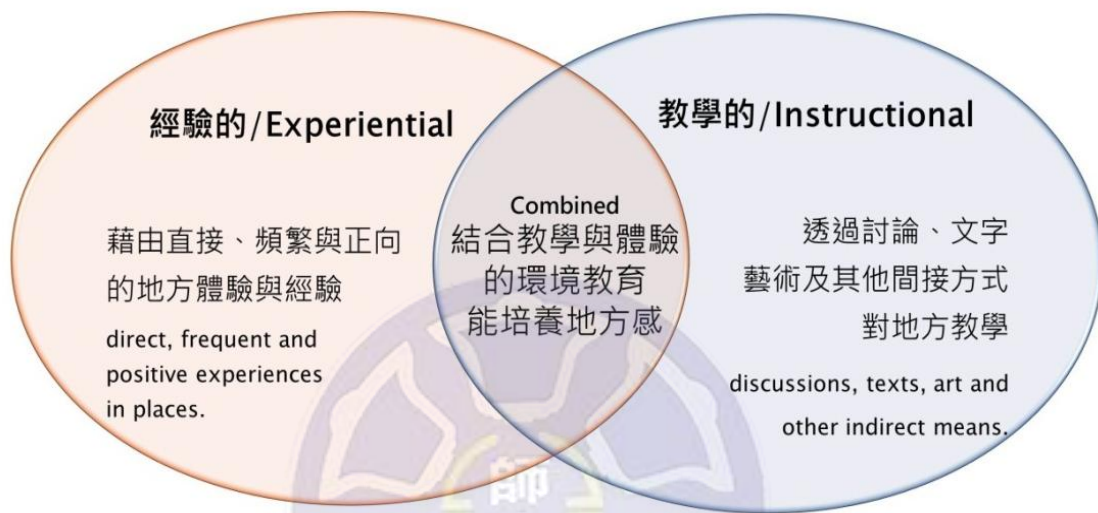 經驗的/Experiential
藉由直接、頻繁與正向
的地方體驗與經驗
direct, frequent and
positive experiences
in places.
Combined
結合教學與體驗
的環境教育
能培養地方感
教學的/Instructional
透過討論、文字
藝術及其他間接方式
對地方教學
discussions, texts, art and
other indirect means.
師